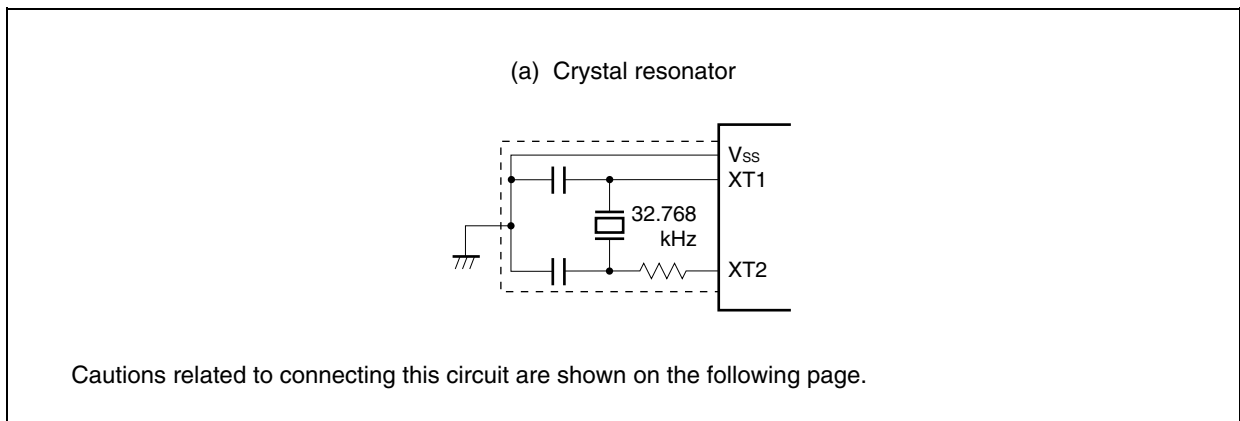 (a) Crystal resonator
Vss
XT1
32.768
kHz
XT2
Cautions related to connecting this circuit are shown on the following page.